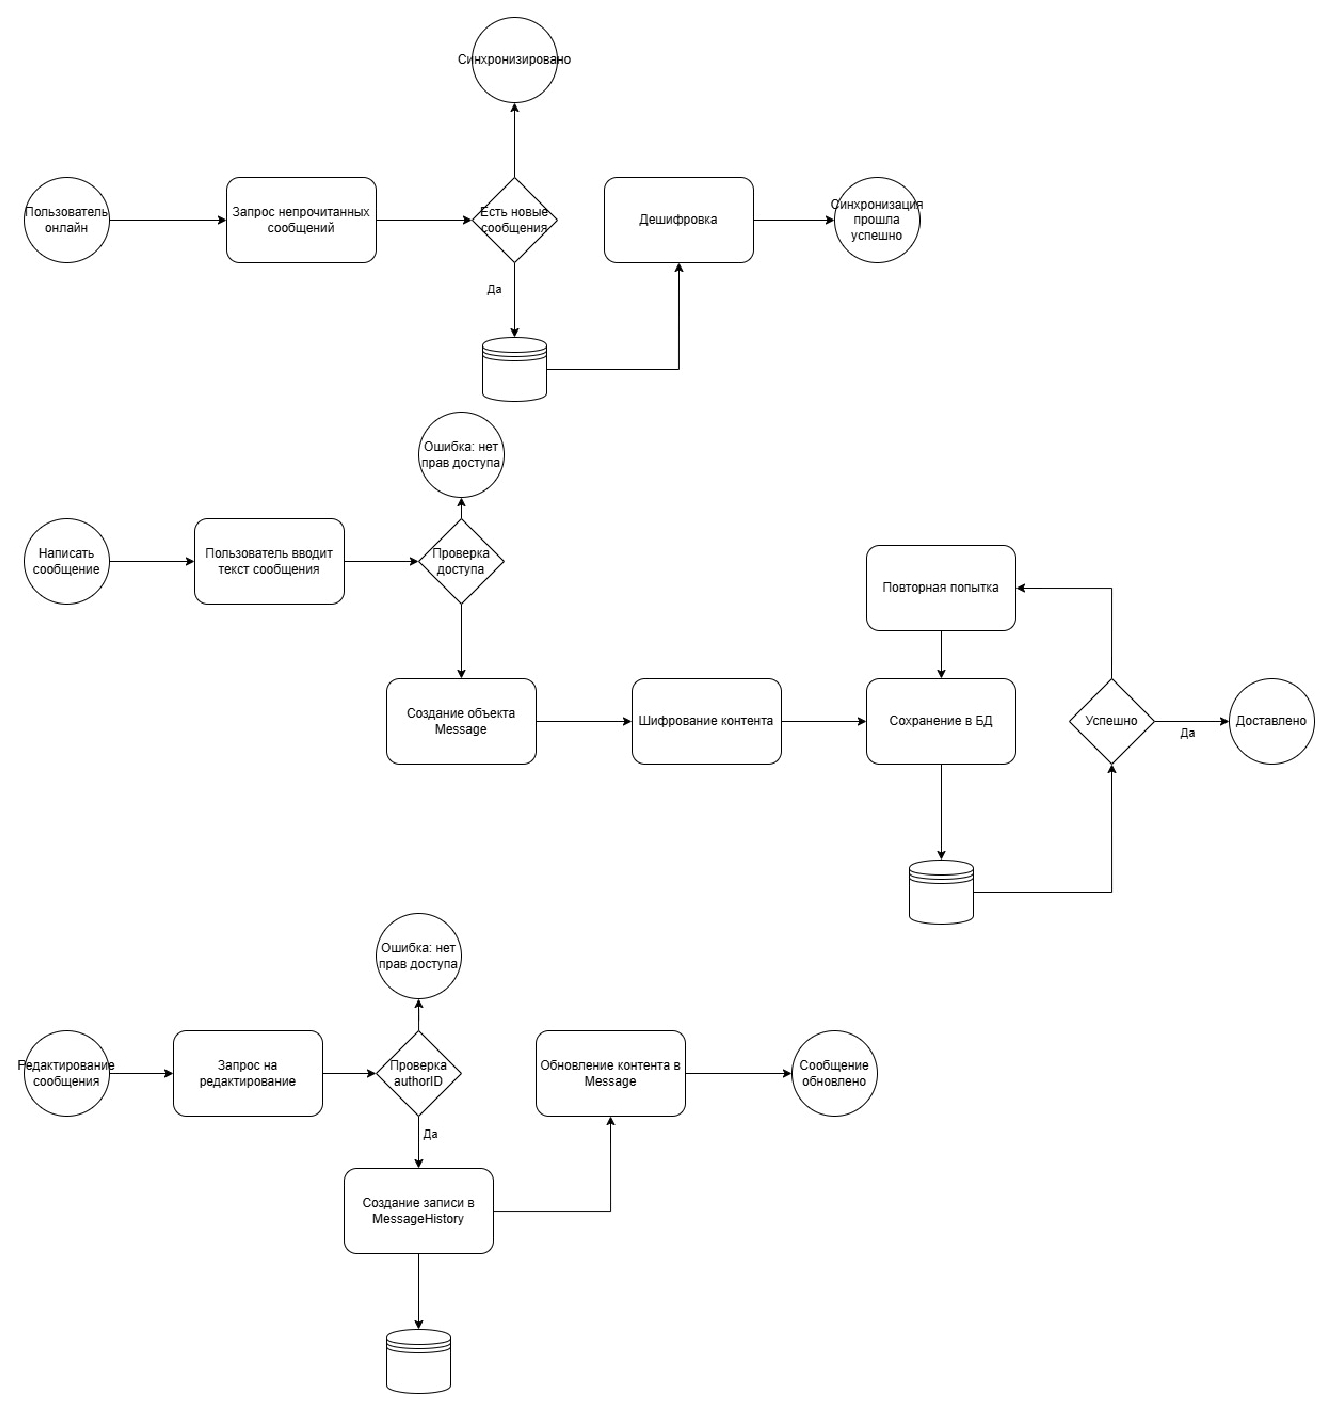 Синхронизировано
Пользователь
онлайн
Запрос непрочитанных
сообщений
Есть новые
сообщения
Дешифровка
Синхронизация
прошла
успешно
Да
Ошибка: нет
прав доступа
Написать
сообщение
Пользователь вводит
текст сообщения
Проверка
доступа
Повторная попытка
Создание объекта
Message
Шифрование контента
Сохранение в БД
Успешно
Да
Доставлено
Ошибка: нет
прав доступа
Редактирование
сообщения
Запрос на
редактирование
Проверка
authorID
Обновление контента в
Message
Сообщение
обновлено
Да
Создание записи в
MessageHistory